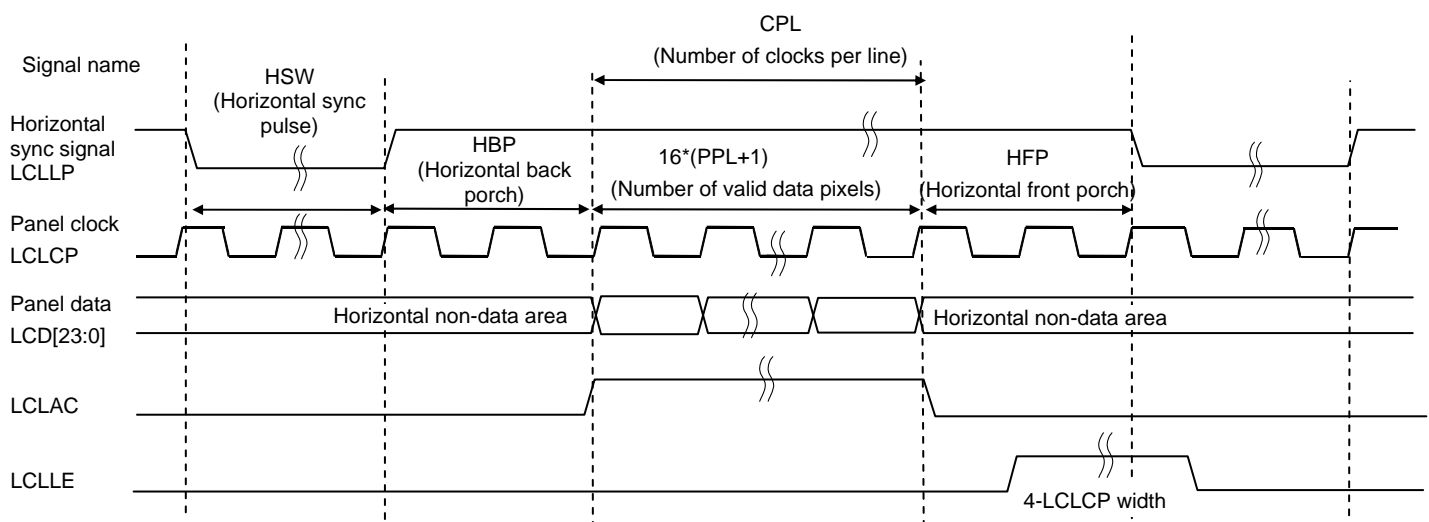 CPL
(Number of clocks per line)
Signal name
HSW
(Horizontal sync
pulse)
Horizontal
sync signal
LCLLP
HBP
(Horizontal back
porch)
16*(PPL+1)
(Number of valid data pixels)
HFP
(Horizontal front porch)
Panel clock
LCLCP
Panel data
LCD[23:0]
Horizontal non-data area
Horizontal non-data area
LCLAC
LCLLE
4-LCLCP width